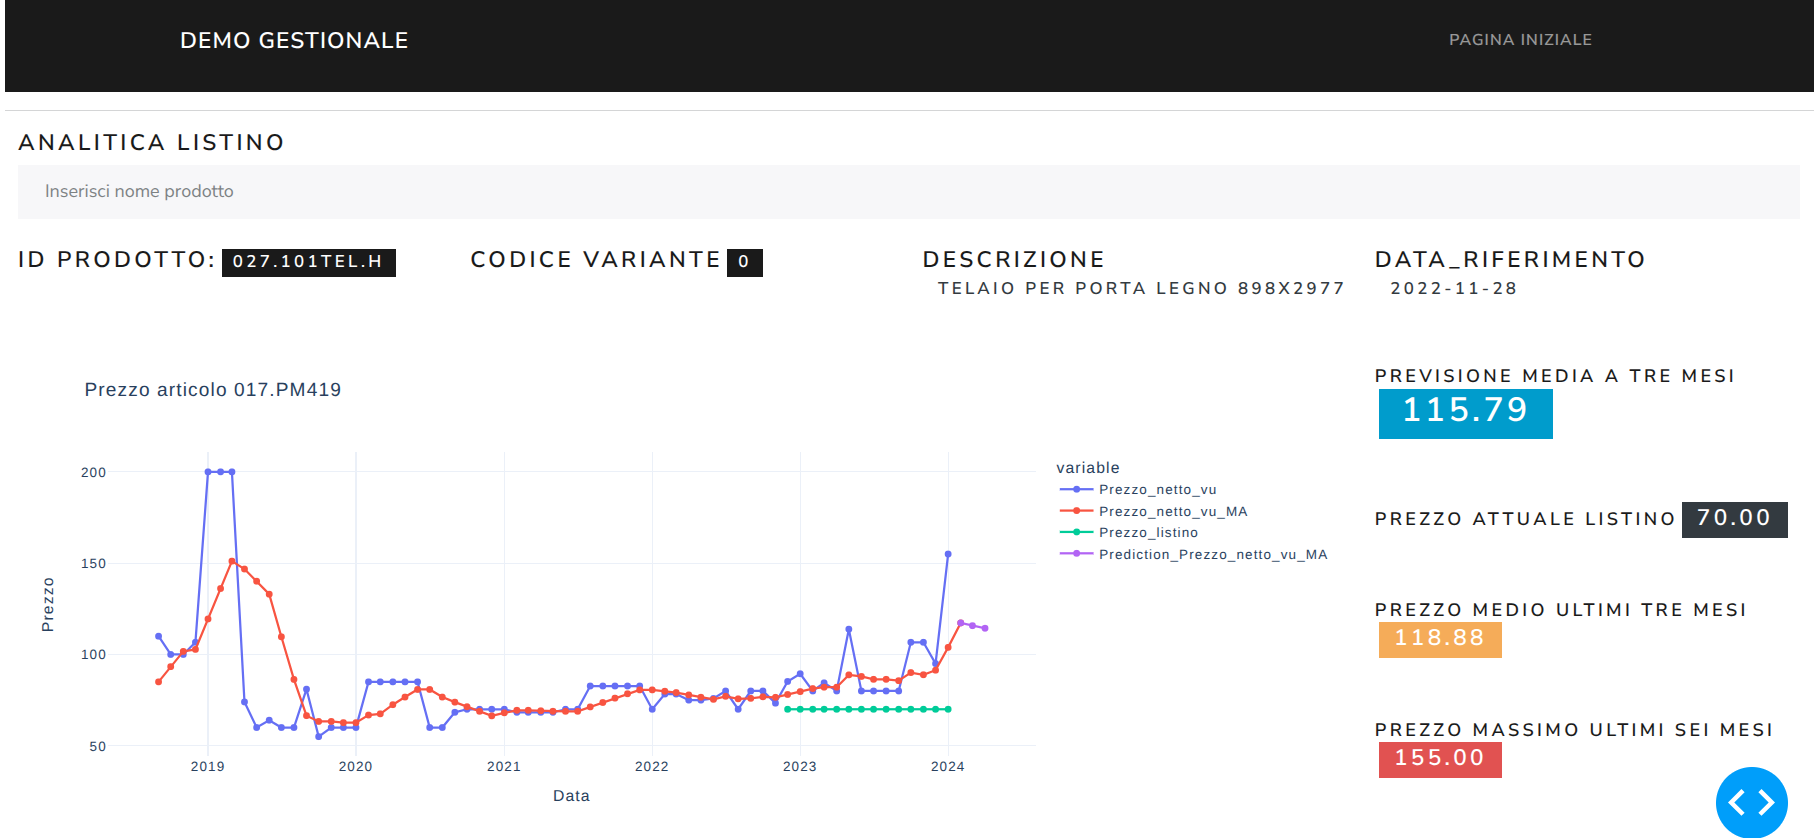 DEMO GESTIONALE
PAGINA INIZIALE
ANALITICA LISTINO
Inserisci nome prodotto
ID PRODOTTO: 027.101TEL.H
CODICE VARIANTE 0
DESCRIZIONE
TELAIO PER PORTA LEGNO 898X2977
DATA_RIFERIMENTO
2022-11-28
Prezzo articolo 017.PM419
200
150
100
50
Prezzo
2019 2020 2021 2022 2023 2024
Data
variable
Prezzo_netto_vu
Prezzo_netto_vu_MA
Prezzo_listino
Prediction_Prezzo_netto_vu_MA
PREVISIONE MEDIA A TRE MESI
115.79
PREZZO ATTUALE LISTINO 70.00
PREZZO MEDIO ULTIMI TRE MESI
118.88
PREZZO MASSIMO ULTIMI SEI MESI
155.00